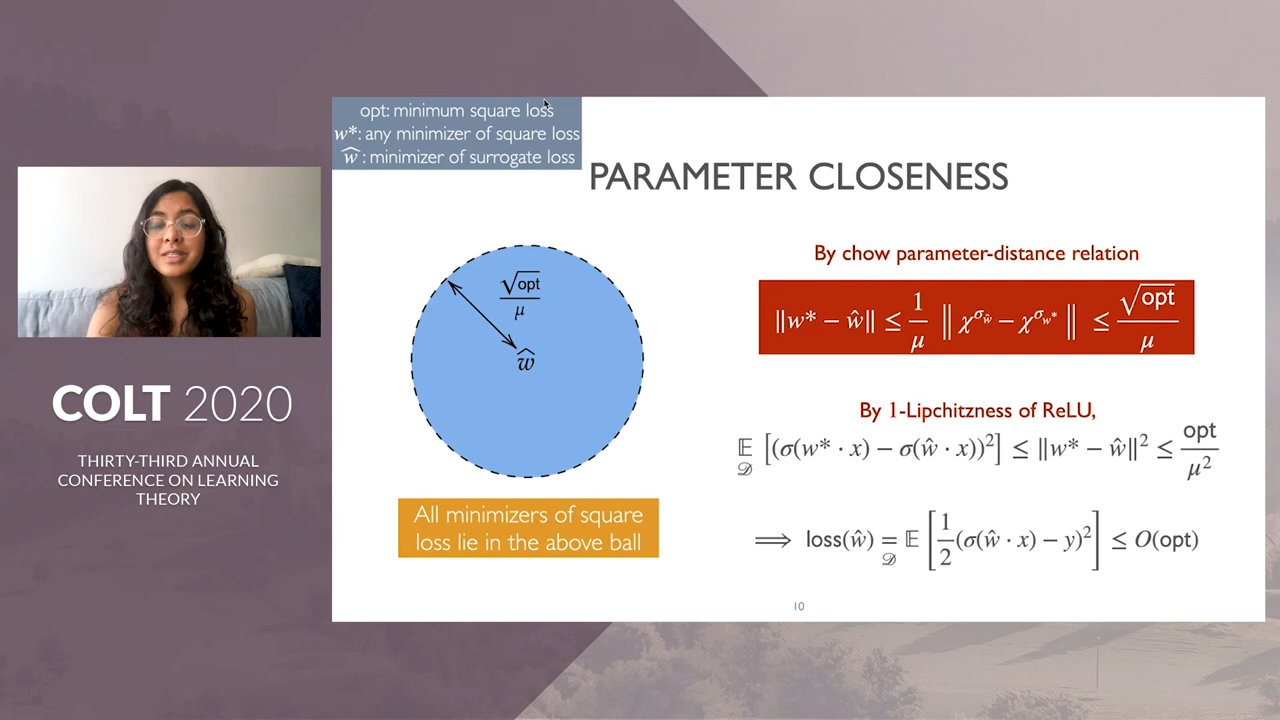 opt: minimum square loss
w*: any minimizer of square loss
ŵ : minimizer of surrogate loss
PARAMETER CLOSENESS
√opt
μ
ŵ
All minimizers of square
loss lie in the above ball
By chow parameter-distance relation
‖w* − ŵ‖ ≤ 1/μ ‖ χ^σ_ŵ − χ^σ_w* ‖ ≤ √opt/μ
By 1-Lipchitzness of ReLU,
𝔼_𝒟 [(σ(w* · x) − σ(ŵ · x))²] ≤ ‖w* − ŵ‖² ≤ opt/μ²
⟹ loss(ŵ) = 𝔼_𝒟 [1/2(σ(ŵ · x) − y)²] ≤ O(opt)
10
COLT 2020
THIRTY-THIRD ANNUAL
CONFERENCE ON LEARNING
THEORY